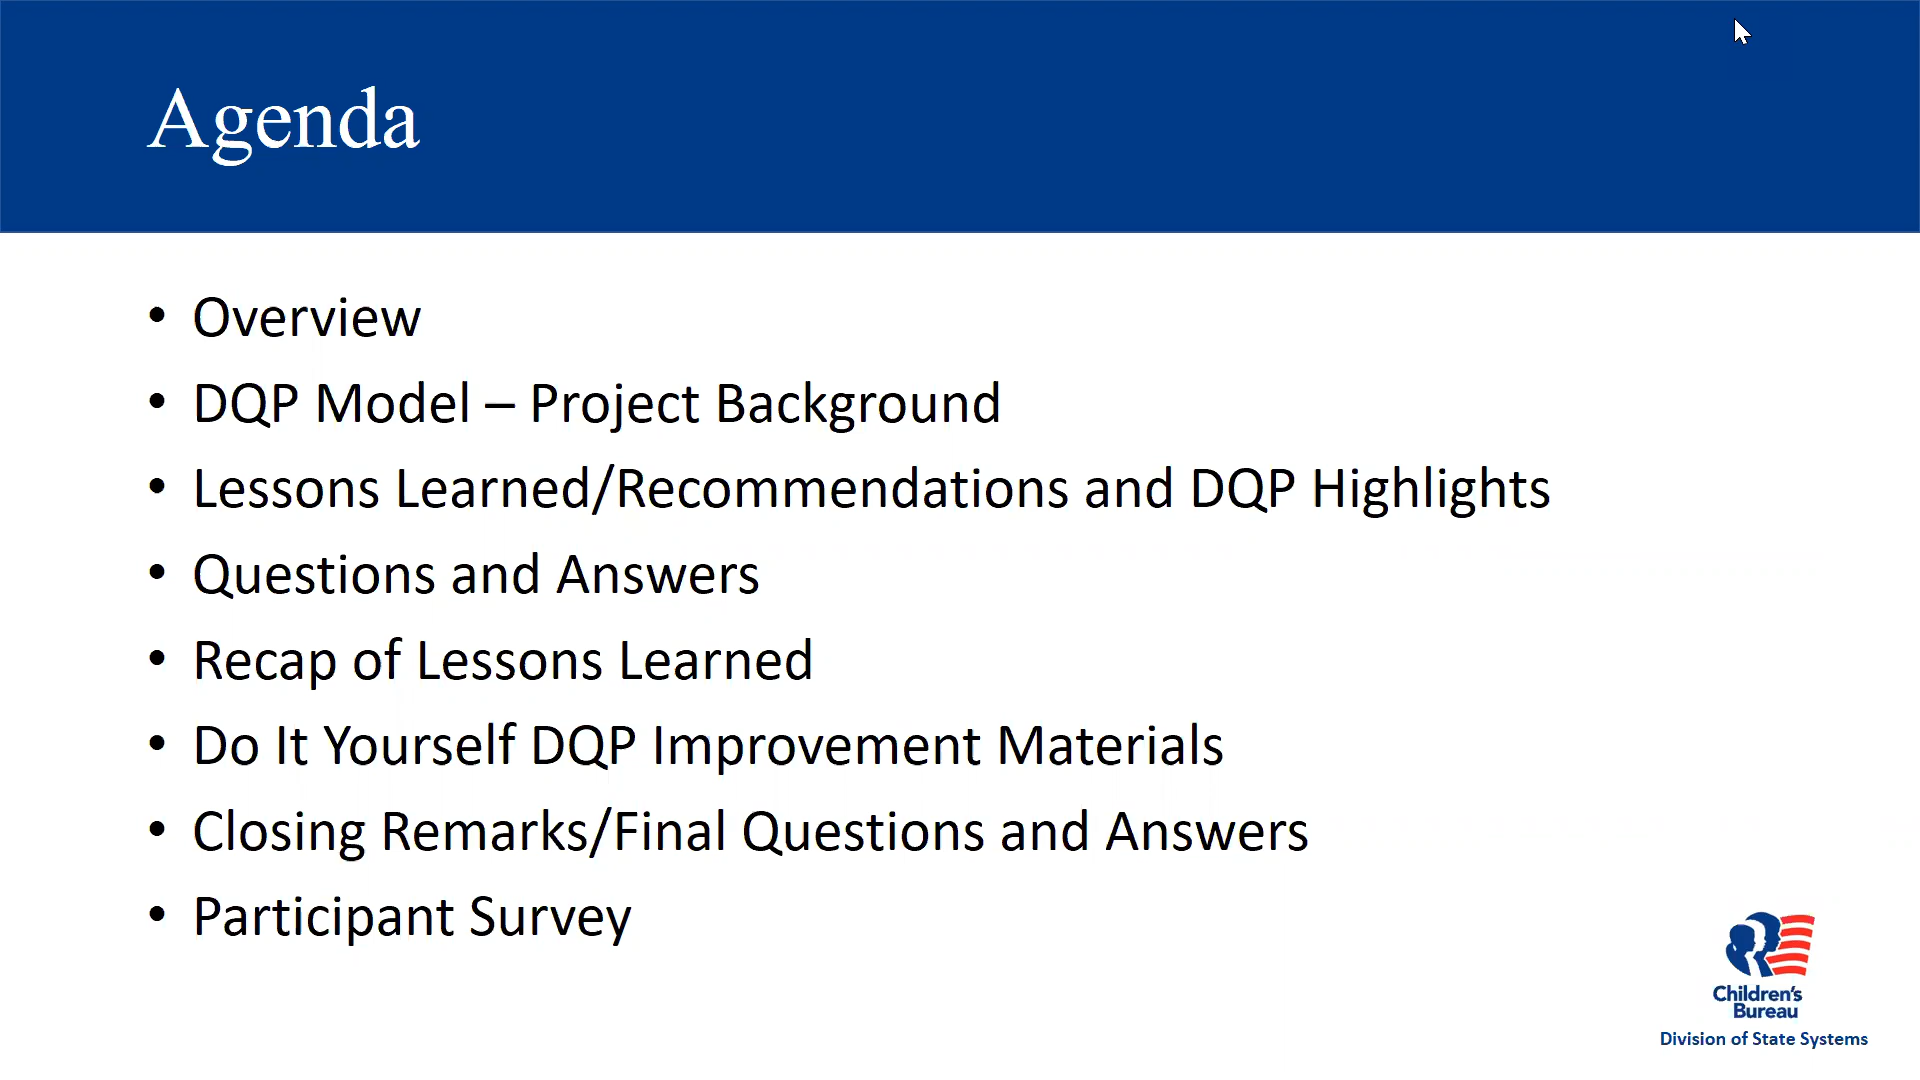 Agenda
• Overview
• DQP Model – Project Background
• Lessons Learned/Recommendations and DQP Highlights
• Questions and Answers
• Recap of Lessons Learned
• Do It Yourself DQP Improvement Materials
• Closing Remarks/Final Questions and Answers
• Participant Survey
Children's
Bureau
Division of State Systems